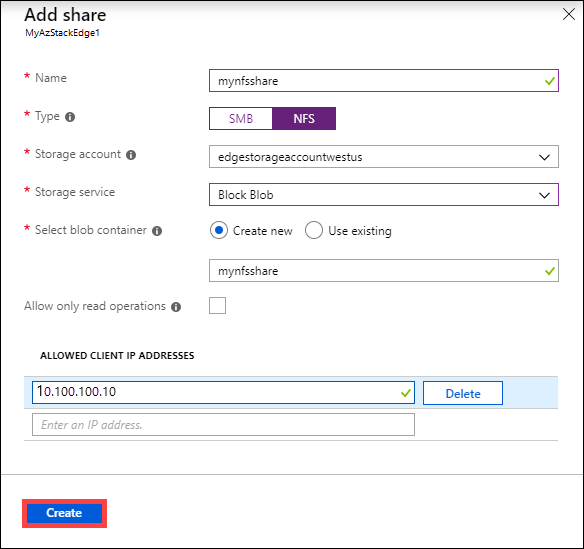 Add share
MyAzStackEdge1
* Name
mynfsshare
* Type
SMB NFS
* Storage account
edgestorageaccountwestus
* Storage service
Block Blob
* Select blob container
Create new Use existing
mynfsshare
Allow only read operations
ALLOWED CLIENT IP ADDRESSES
10.100.100.10 Delete
Enter an IP address.
Create